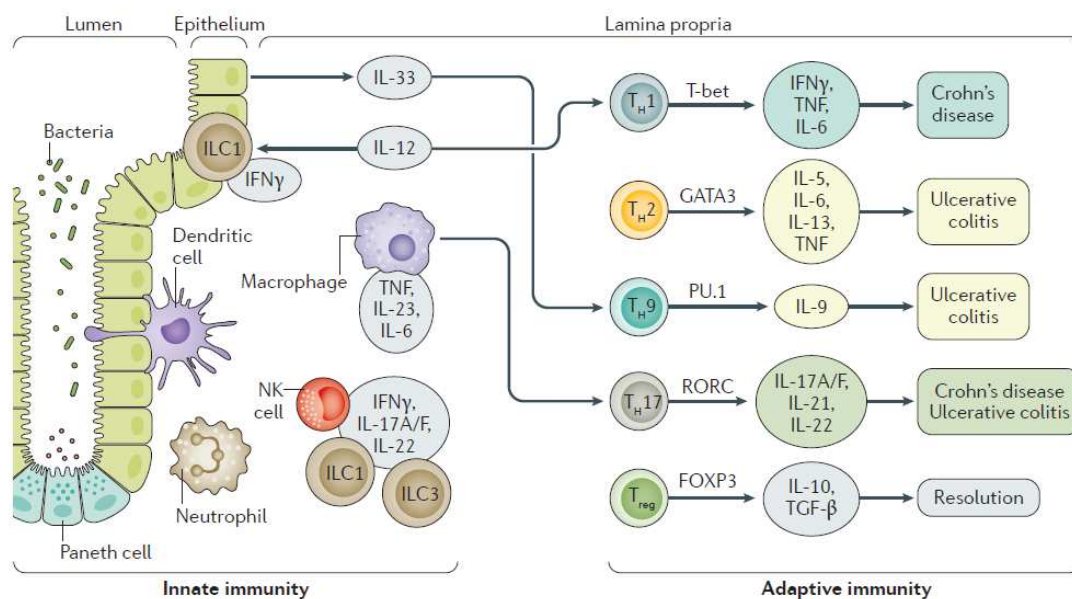 Lumen
Epithelium
Lamina propria
Bacteria
ILC1
IFNγ
IL-33
IL-12
Dendritic
cell
Macrophage
TNF,
IL-23,
IL-6
NK
cell
IFNγ,
IL-17A/F,
IL-22
ILC1
ILC3
Neutrophil
Paneth cell
Innate immunity
TH1
T-bet
IFNγ,
TNF,
IL-6
Crohn’s
disease
TH2
GATA3
IL-5,
IL-6,
IL-13,
TNF
Ulcerative
colitis
TH9
PU.1
IL-9
Ulcerative
colitis
TH17
RORC
IL-17A/F,
IL-21,
IL-22
Crohn’s disease
Ulcerative colitis
Treg
FOXP3
IL-10,
TGF-β
Resolution
Adaptive immunity